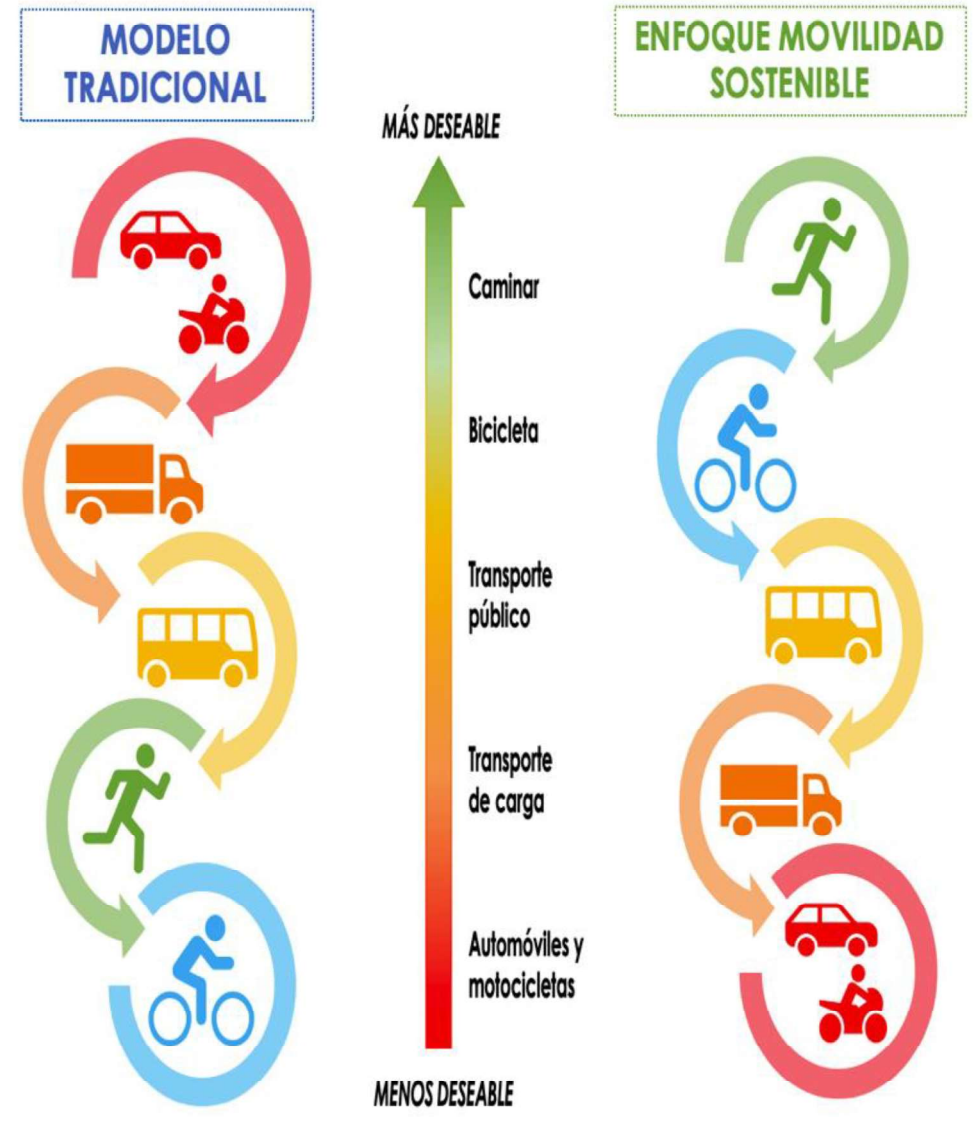 MODELO
TRADICIONAL
ENFOQUE MOVILIDAD
SOSTENIBLE
MÁS DESEABLE
Caminar
Bicicleta
Transporte
público
Transporte
de carga
Automóviles y
motocicletas
MENOS DESEABLE